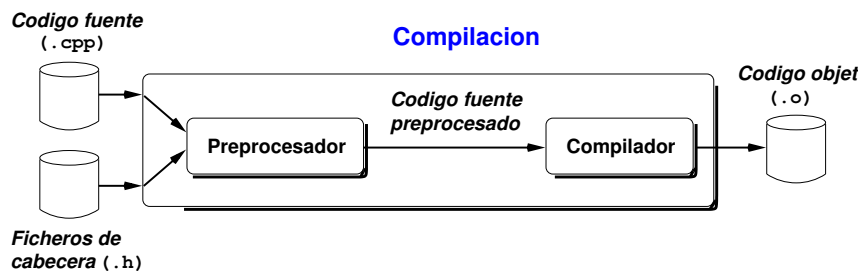 Codigo fuente
(.cpp)
Compilacion
Codigo objet
(.o)
Codigo fuente
preprocesado
Preprocesador
Compilador
Ficheros de
cabecera (.h)